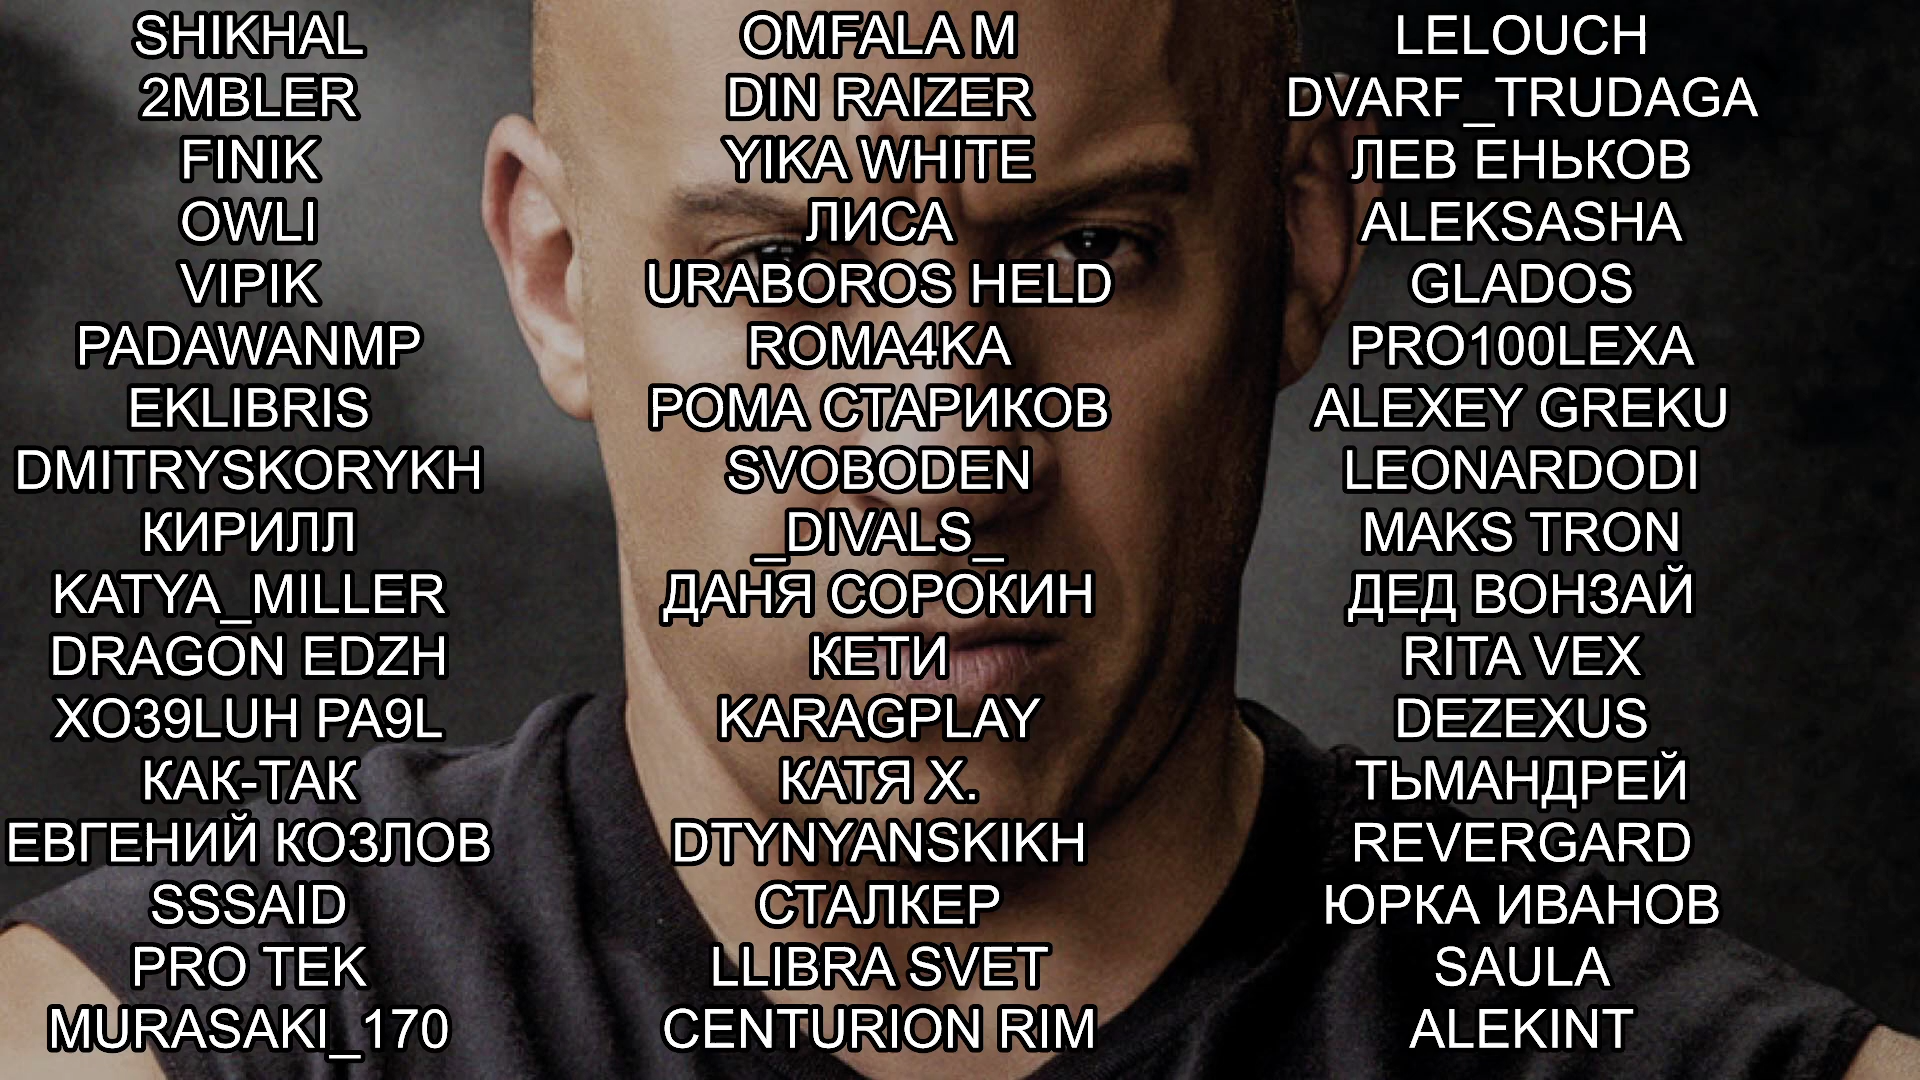 SHIKHAL
2MBLER
FINIK
OWLI
VIPIK
PADAWANMP
EKLIBRIS
DMITRYSKORYKH
КИРИЛЛ
KATYA_MILLER
DRAGON EDZH
XO39LUH PA9L
КАК-ТАК
ЕВГЕНИЙ КОЗЛОВ
SSSAID
PRO TEK
MURASAKI_170
OMFALA M
DIN RAIZER
YIKA WHITE
ЛИСА
URABOROS HELD
ROMA4KA
РОМА СТАРИКОВ
SVOBODEN
_DIVALS_
ДАНЯ СОРОКИН
КЕТИ
KARAGPLAY
КАТЯ Х.
DTYNYANSKIKH
СТАЛКЕР
LLIBRA SVET
CENTURION RIM
LELOUCH
DVARF_TRUDAGA
ЛЕВ ЕНЬКОВ
ALEKSASHA
GLADOS
PRO100LEXA
ALEXEY GREKU
LEONARDODI
MAKS TRON
ДЕД ВОНЗАЙ
RITA VEX
DEZEXUS
ТЬМАНДРЕЙ
REVERGARD
ЮРКА ИВАНОВ
SAULA
ALEKINT